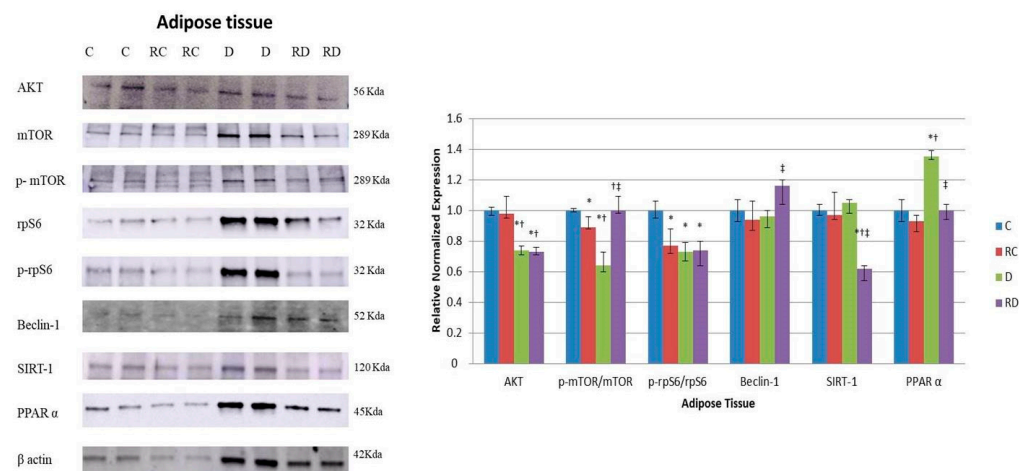 Adipose tissue
C C RC RC D D RD RD
AKT 56 Kda
mTOR 289 Kda
p- mTOR 289 Kda
rpS6 32 Kda
p-rpS6 32 Kda
Beclin-1 52 Kda
SIRT-1 120 Kda
PPAR α 45Kda
β actin 42Kda
Relative Normalized Expression
1.6
1.4
1.2
1.0
0.8
0.6
0.4
0.2
0
*† *†
* *† †‡
* * *
‡
*†‡
*† ‡
AKT p-mTOR/mTOR p-rpS6/rpS6 Beclin-1 SIRT-1 PPAR α
Adipose Tissue
C
RC
D
RD